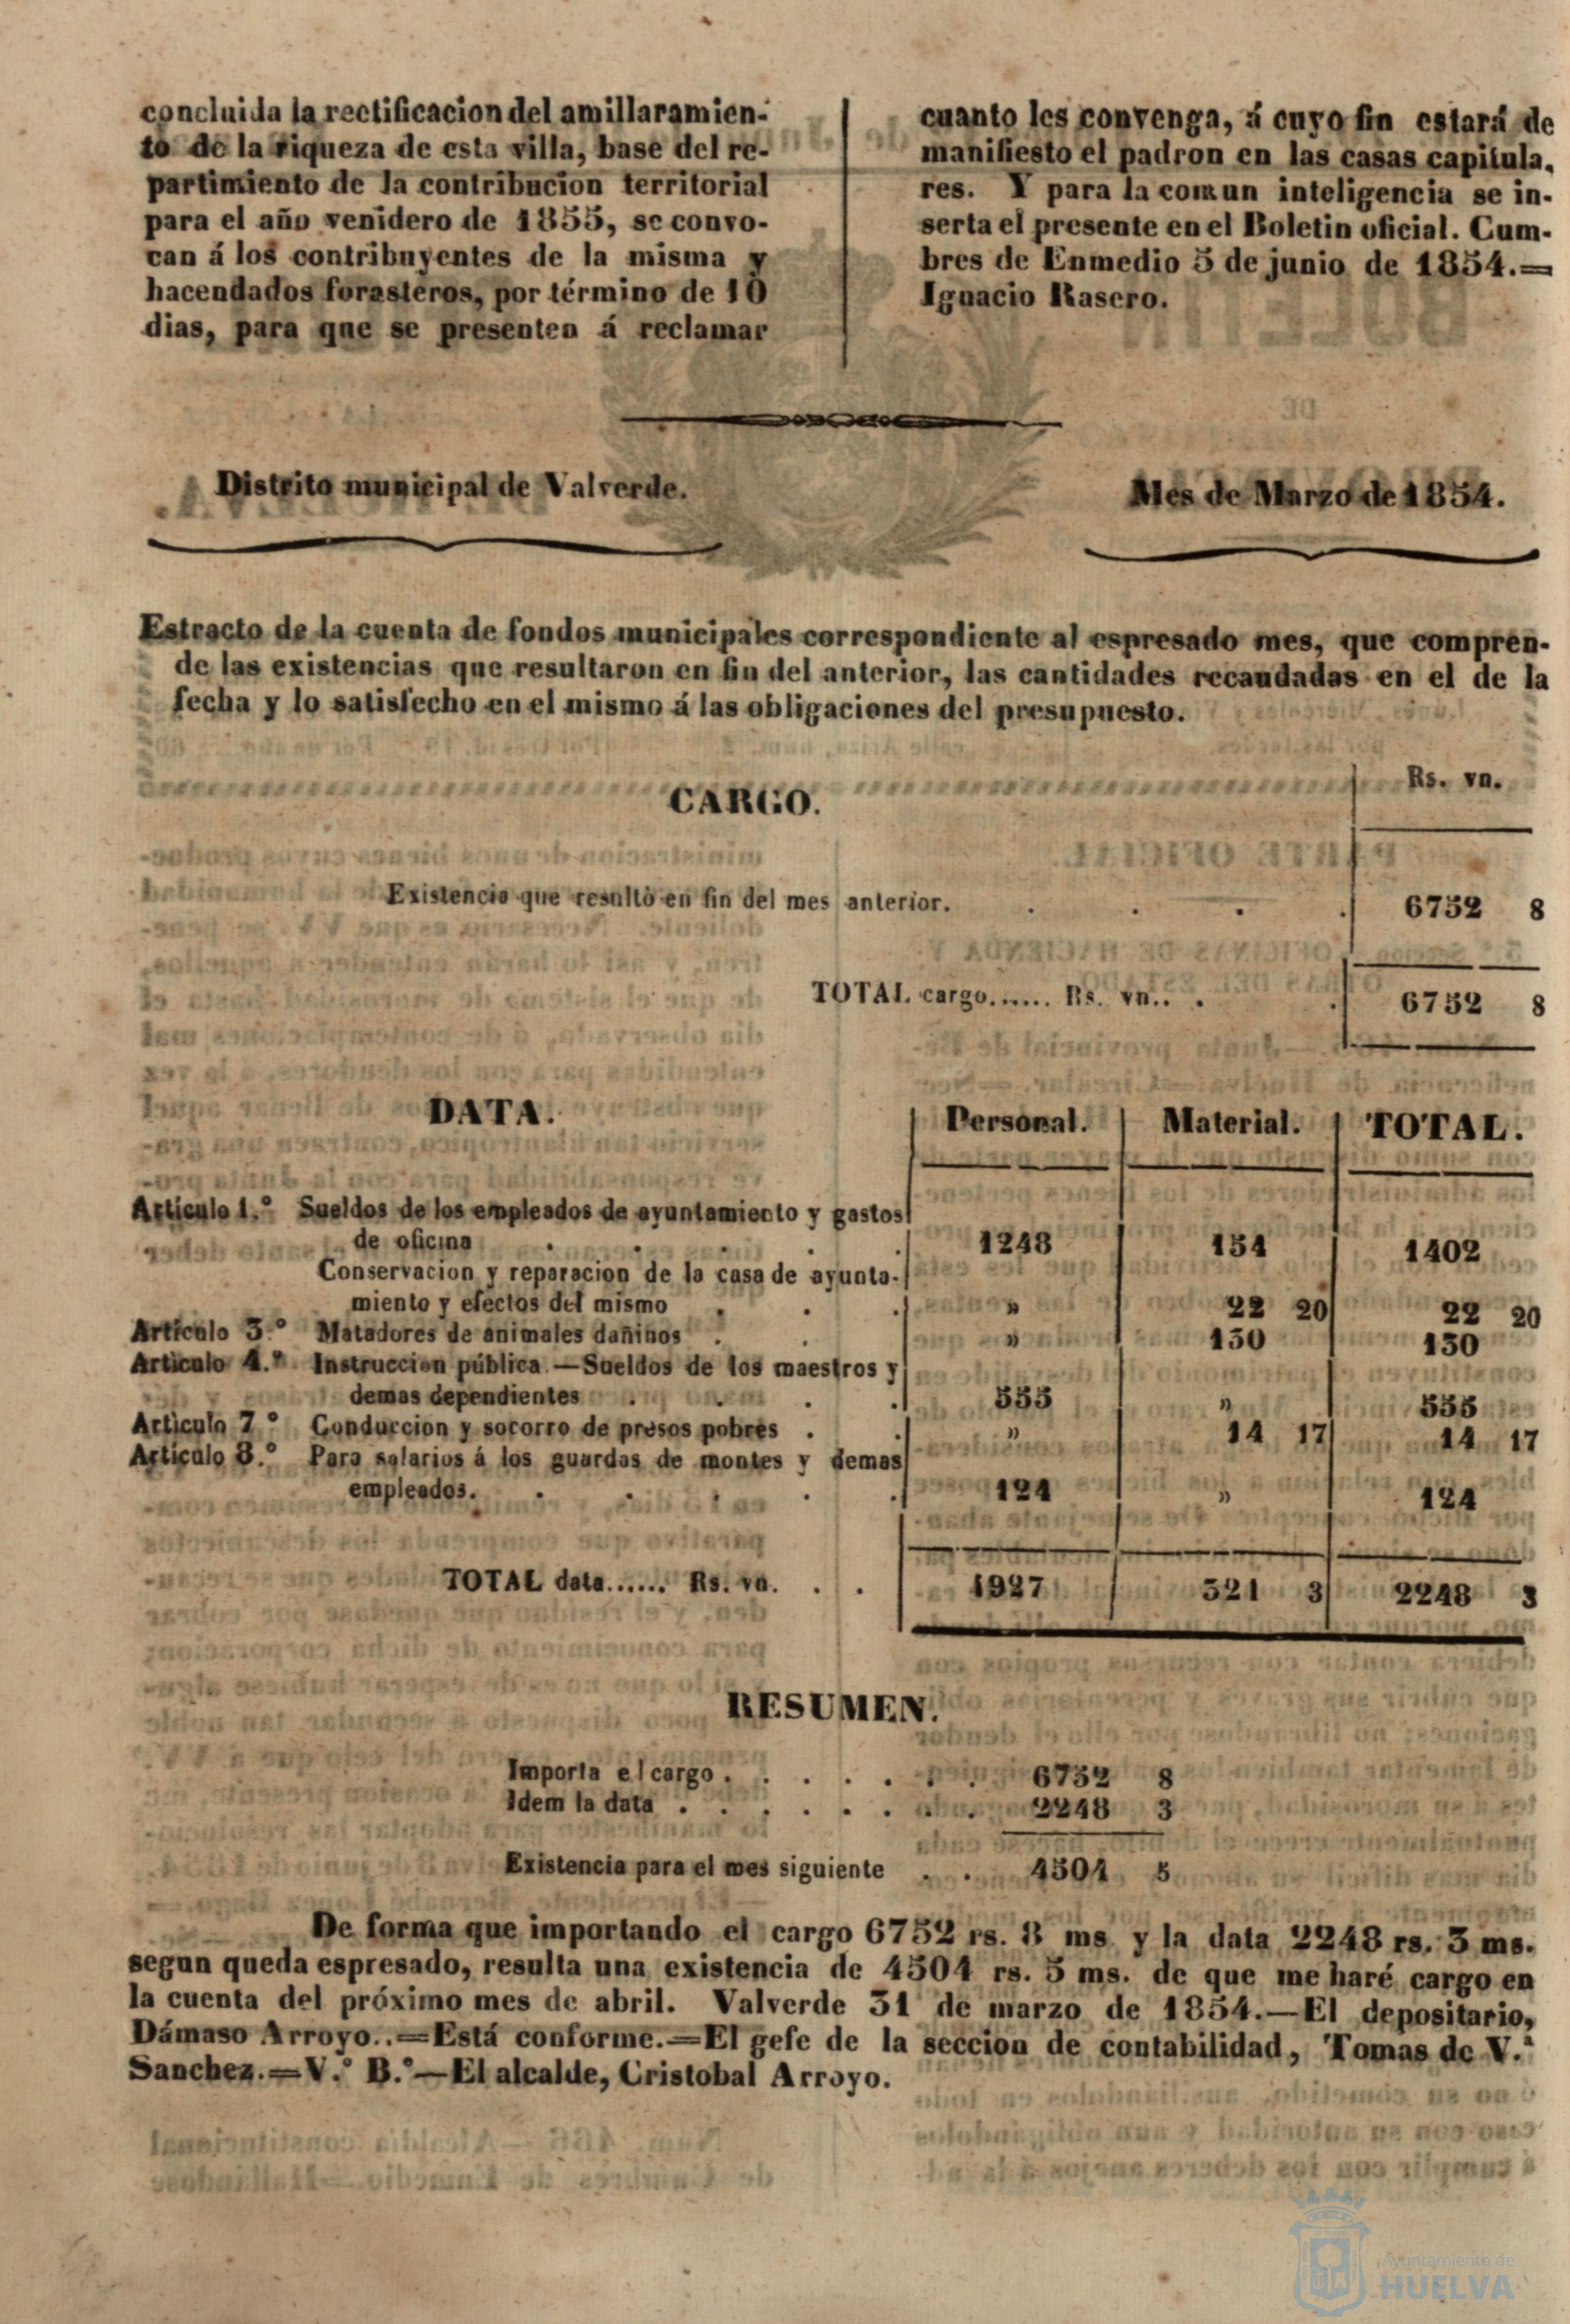 concluida la rectificacion del amillaramien-
to de la riqueza de esta villa, base del re-
partimiento de la contribucion territorial
para el año venidero de 1855, se convo-
can á los contribuyentes de la misma y
hacendados forasteros, por término de 10
dias, para que se presenten á reclamar
cuanto les convenga, á cuyo fin estará de
manifiesto el padron en las casas capitula,
res. Y para la comun inteligencia se in-
serta el presente en el Boletin oficial. Cum-
bres de Enmedio 5 de junio de 1854.=
Ignacio Rasero.
Distrito municipal de Valverde.
Mes de Marzo de 1854.
Estracto de la cuenta de fondos municipales correspondiente al espresado mes, que compren-
de las existencias que resultaron en fin del anterior, las cantidades recaudadas en el de la
fecha y lo satisfecho en el mismo á las obligaciones del presupuesto.
Rs. vn.
CARGO.
Existencia que resultó en fin del mes anterior. . . . . 6752 8
TOTAL cargo...... Rs. vn.. . . 6752 8
DATA. Personal. Material. TOTAL.
Artículo 1.° Sueldos de los empleados de ayuntamiento y gastos
de oficina . . . . . 1248 154 1402
Conservacion y reparacion de la casa de ayunta-
miento y efectos del mismo . . . » 22 20 22 20
Artículo 3.° Matadores de animales dañinos . . » 130 130
Artículo 4.° Instruccion pública.—Sueldos de los maestros y
demas dependientes . . . . 555 » 555
Artículo 7.° Conduccion y socorro de presos pobres . . » 14 17 14 17
Artículo 8.° Para salarios á los guardas de montes y demas
empleados. . . . . . 124 » 124
TOTAL data...... Rs. vn. . . 1927 321 3 2248 3
RESUMEN.
Importa el cargo . . . . . . . 6752 8
Idem la data . . . . . . . . 2248 3
Existencia para el mes siguiente . . 4504 5
De forma que importando el cargo 6752 rs. 8 ms y la data 2248 rs. 3 ms.
segun queda espresado, resulta una existencia de 4504 rs. 5 ms. de que me haré cargo en
la cuenta del próximo mes de abril. Valverde 31 de marzo de 1854.—El depositario,
Dámaso Arroyo..=Está conforme.=El gefe de la seccion de contabilidad, Tomas de V.ª
Sanchez.=V.° B.°—El alcalde, Cristobal Arroyo.
Ayuntamiento de
HUELVA